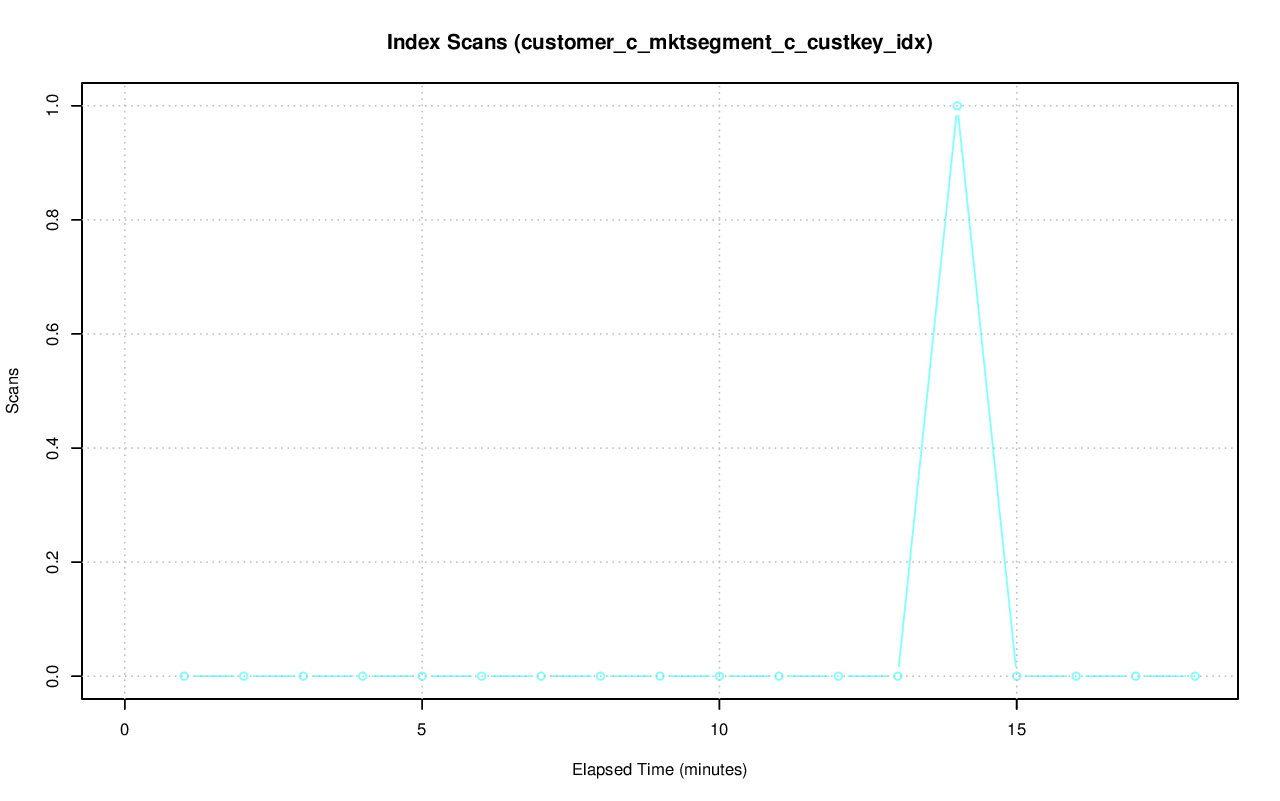 Index Scans (customer_c_mktsegment_c_custkey_idx)
1.0
0.8
0.6
0.4
0.2
0.0
Scans
0 5 10 15
Elapsed Time (minutes)